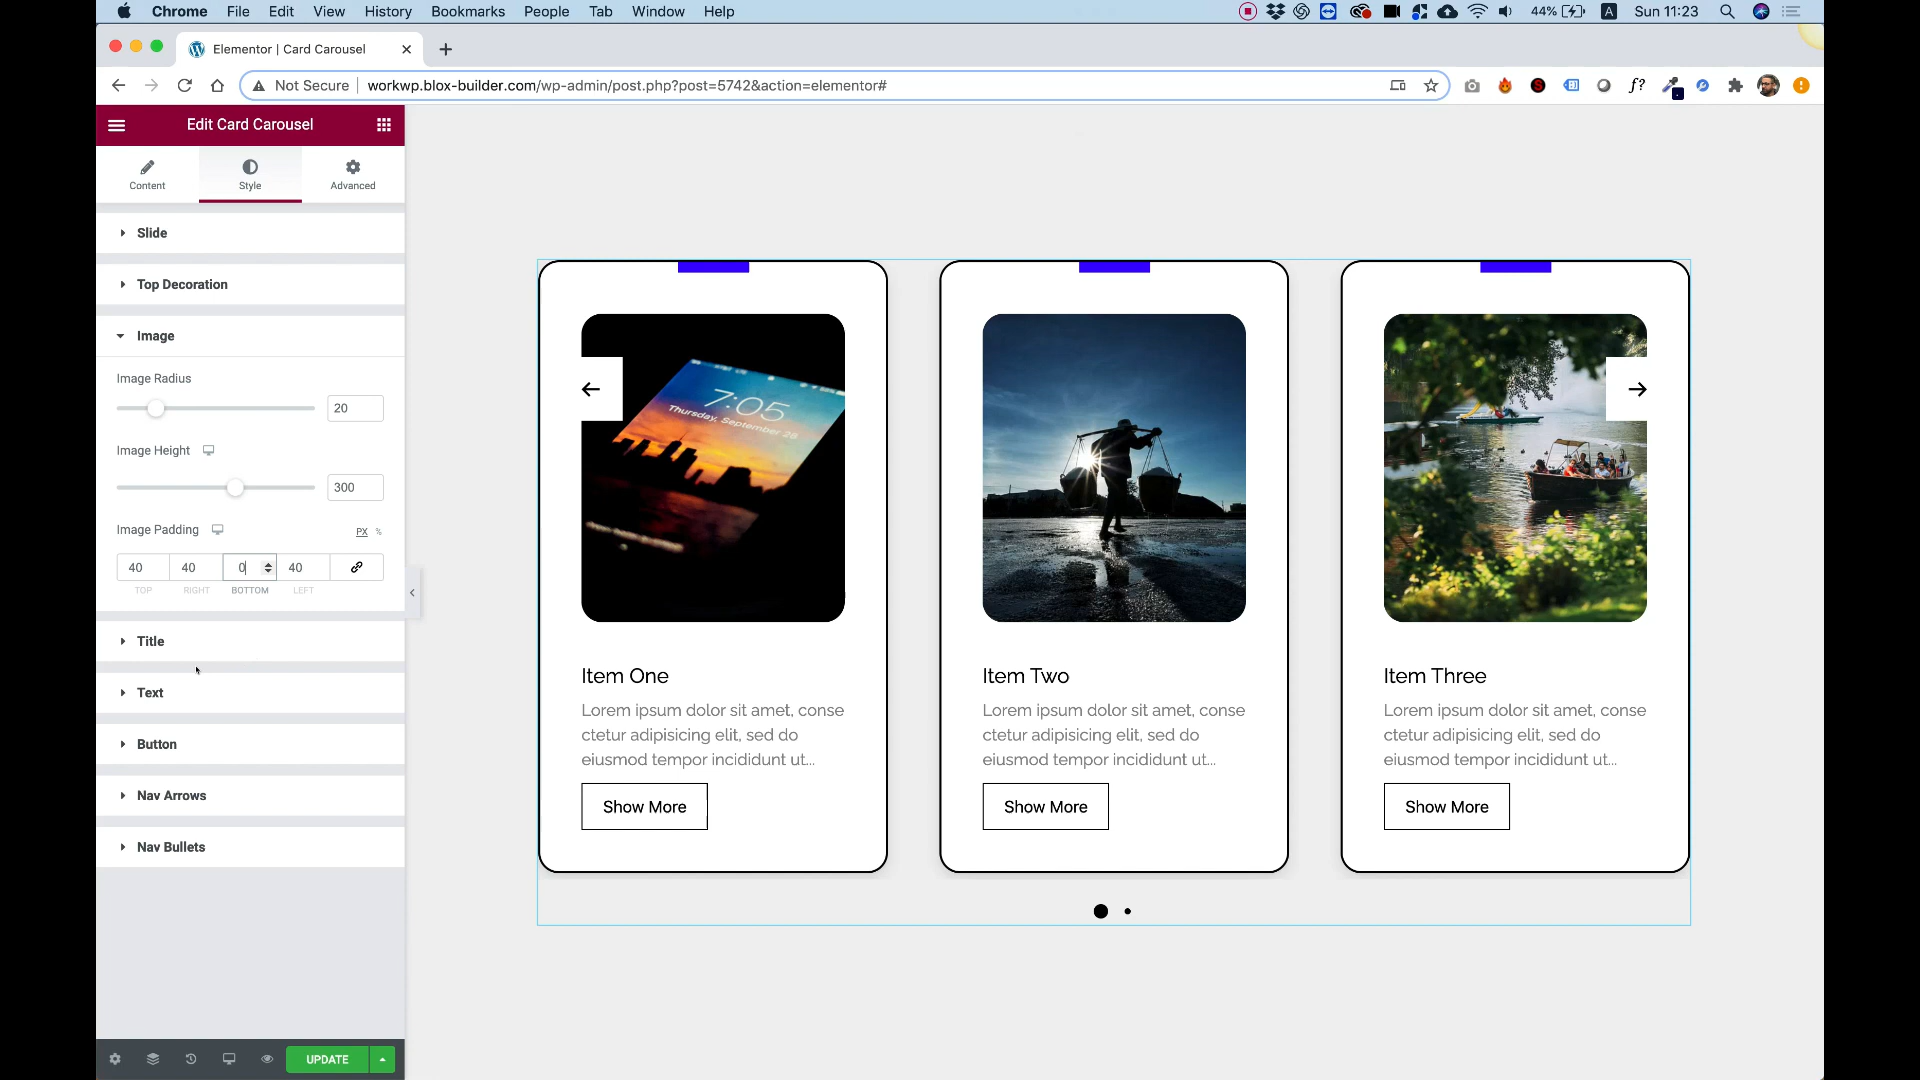 Chrome File Edit View History Bookmarks People Tab Window Help 44% A Sun 11:23
Elementor | Card Carousel
Not Secure workwp.blox-builder.com/wp-admin/post.php?post=5742&action=elementor# f?
Edit Card Carousel
Content Style Advanced
Slide
Top Decoration
Image
Image Radius
20
Image Height
300
Image Padding PX %
40 40 0 40
TOP RIGHT BOTTOM LEFT
Title
Text
Button
Nav Arrows
Nav Bullets
UPDATE
7:05
Thursday, September 28
Item One
Lorem ipsum dolor sit amet, conse
ctetur adipisicing elit, sed do
eiusmod tempor incididunt ut...
Show More
Item Two
Lorem ipsum dolor sit amet, conse
ctetur adipisicing elit, sed do
eiusmod tempor incididunt ut...
Show More
Item Three
Lorem ipsum dolor sit amet, conse
ctetur adipisicing elit, sed do
eiusmod tempor incididunt ut...
Show More